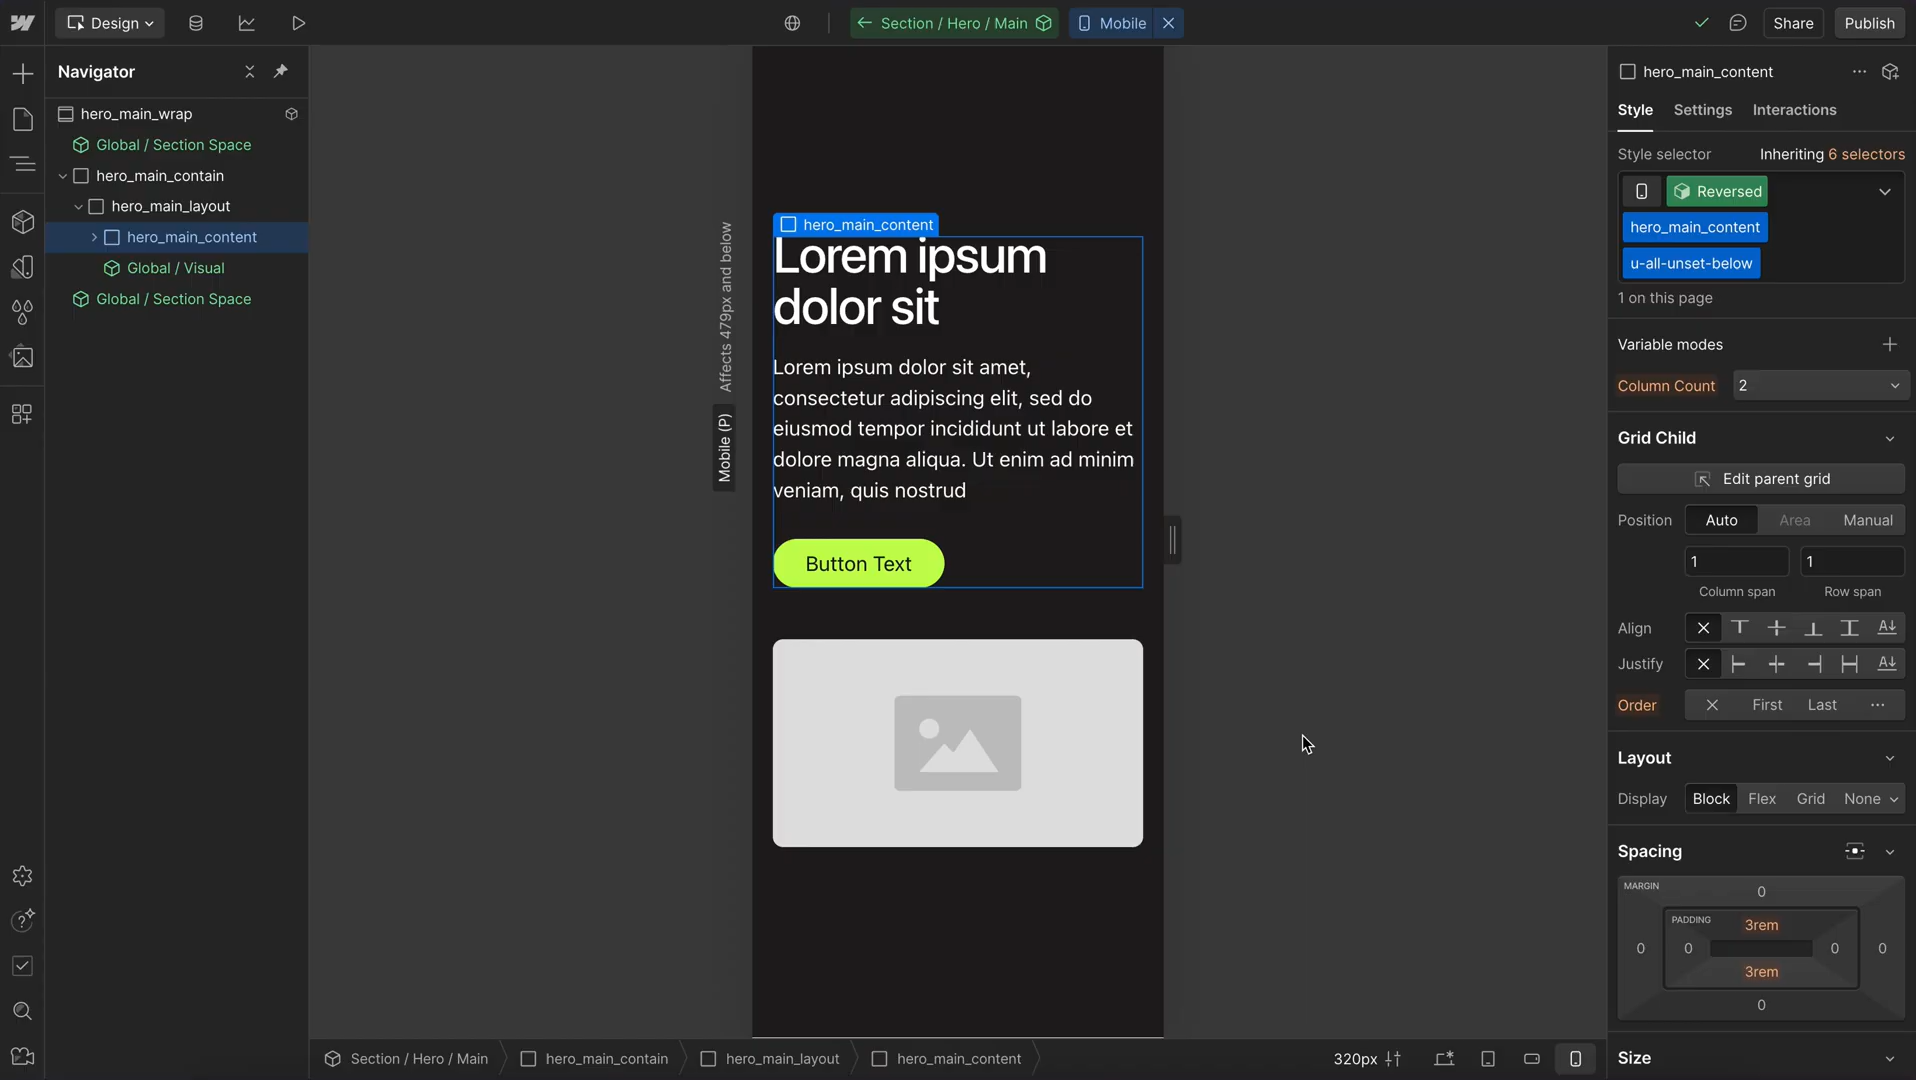 Design
Section / Hero / Main
Mobile
Share
Publish
Navigator
hero_main_wrap
Global / Section Space
hero_main_contain
hero_main_layout
hero_main_content
Global / Visual
Global / Section Space
Affects 479px and below
Mobile (P)
hero_main_content
Lorem ipsum
dolor sit
Lorem ipsum dolor sit amet,
consectetur adipiscing elit, sed do
eiusmod tempor incididunt ut labore et
dolore magna aliqua. Ut enim ad minim
veniam, quis nostrud
Button Text
hero_main_content
Style Settings Interactions
Style selector Inheriting 6 selectors
Reversed
hero_main_content
u-all-unset-below
1 on this page
Variable modes
Column Count 2
Grid Child
Edit parent grid
Position Auto Area Manual
1 1
Column span Row span
Align
Justify
Order First Last
Layout
Display Block Flex Grid None
Spacing
MARGIN 0
PADDING 3rem
0 0 0 0
3rem
0
Size
Section / Hero / Main hero_main_contain hero_main_layout hero_main_content
320px